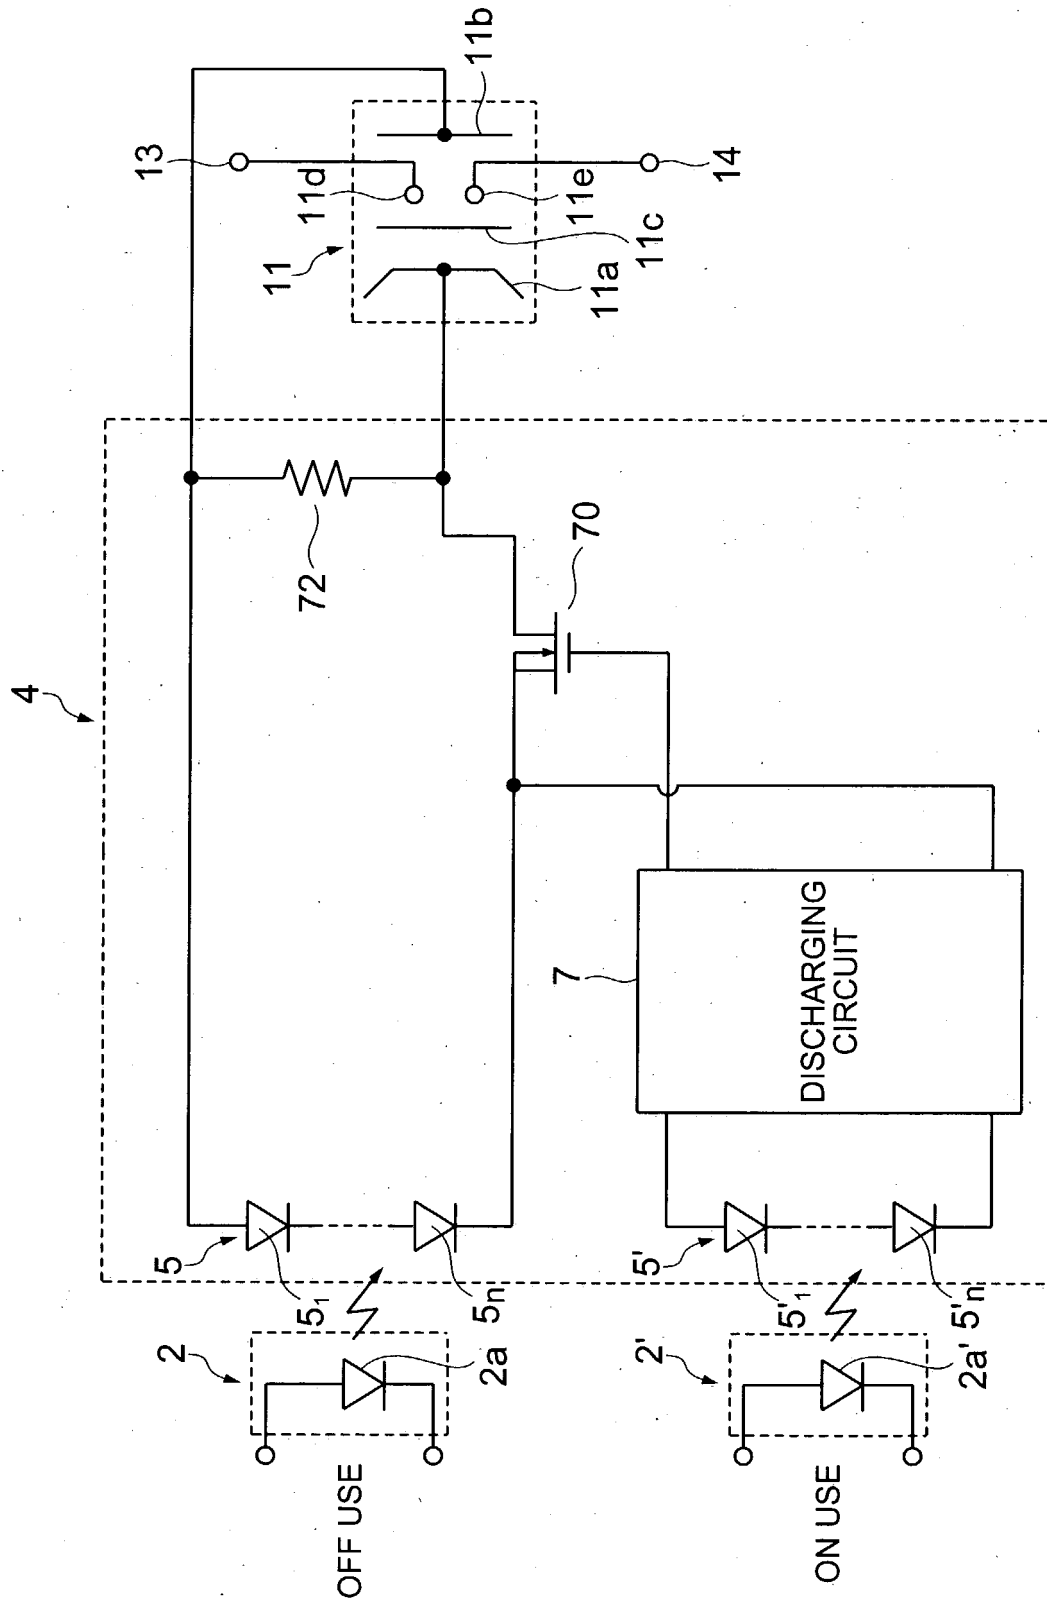 4
11
13
11d
11b
11e
14
11c
11a
72
70
7
DISCHARGING
CIRCUIT
5
5₁
5n
5'
5'₁
5'n
2
2a
OFF USE
2'
2a'
ON USE